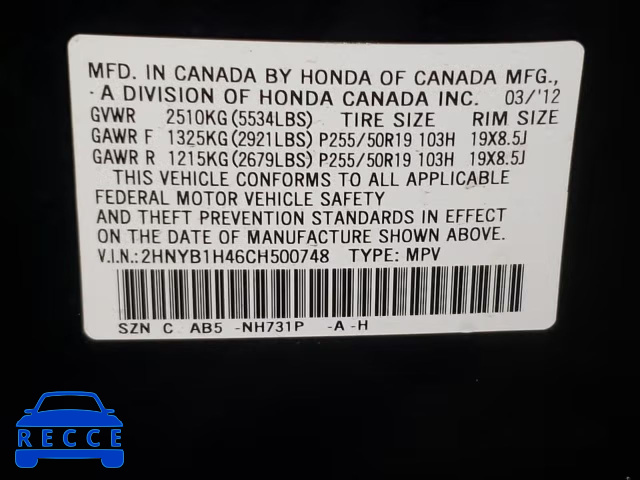 MFD. IN CANADA BY HONDA OF CANADA MFG.,
A DIVISION OF HONDA CANADA INC. 03/'12
GVWR 2510KG(5534LBS) TIRE SIZE RIM SIZE
GAWR F 1325KG(2921LBS) P255/50R19 103H 19X8.5J
GAWR R 1215KG(2679LBS) P255/50R19 103H 19X8.5J
THIS VEHICLE CONFORMS TO ALL APPLICABLE
FEDERAL MOTOR VEHICLE SAFETY
AND THEFT PREVENTION STANDARDS IN EFFECT
ON THE DATE OF MANUFACTURE SHOWN ABOVE.
V.I.N.:2HNYB1H46CH500748 TYPE: MPV
SZN C AB5 -NH731P -A -H
RECCE